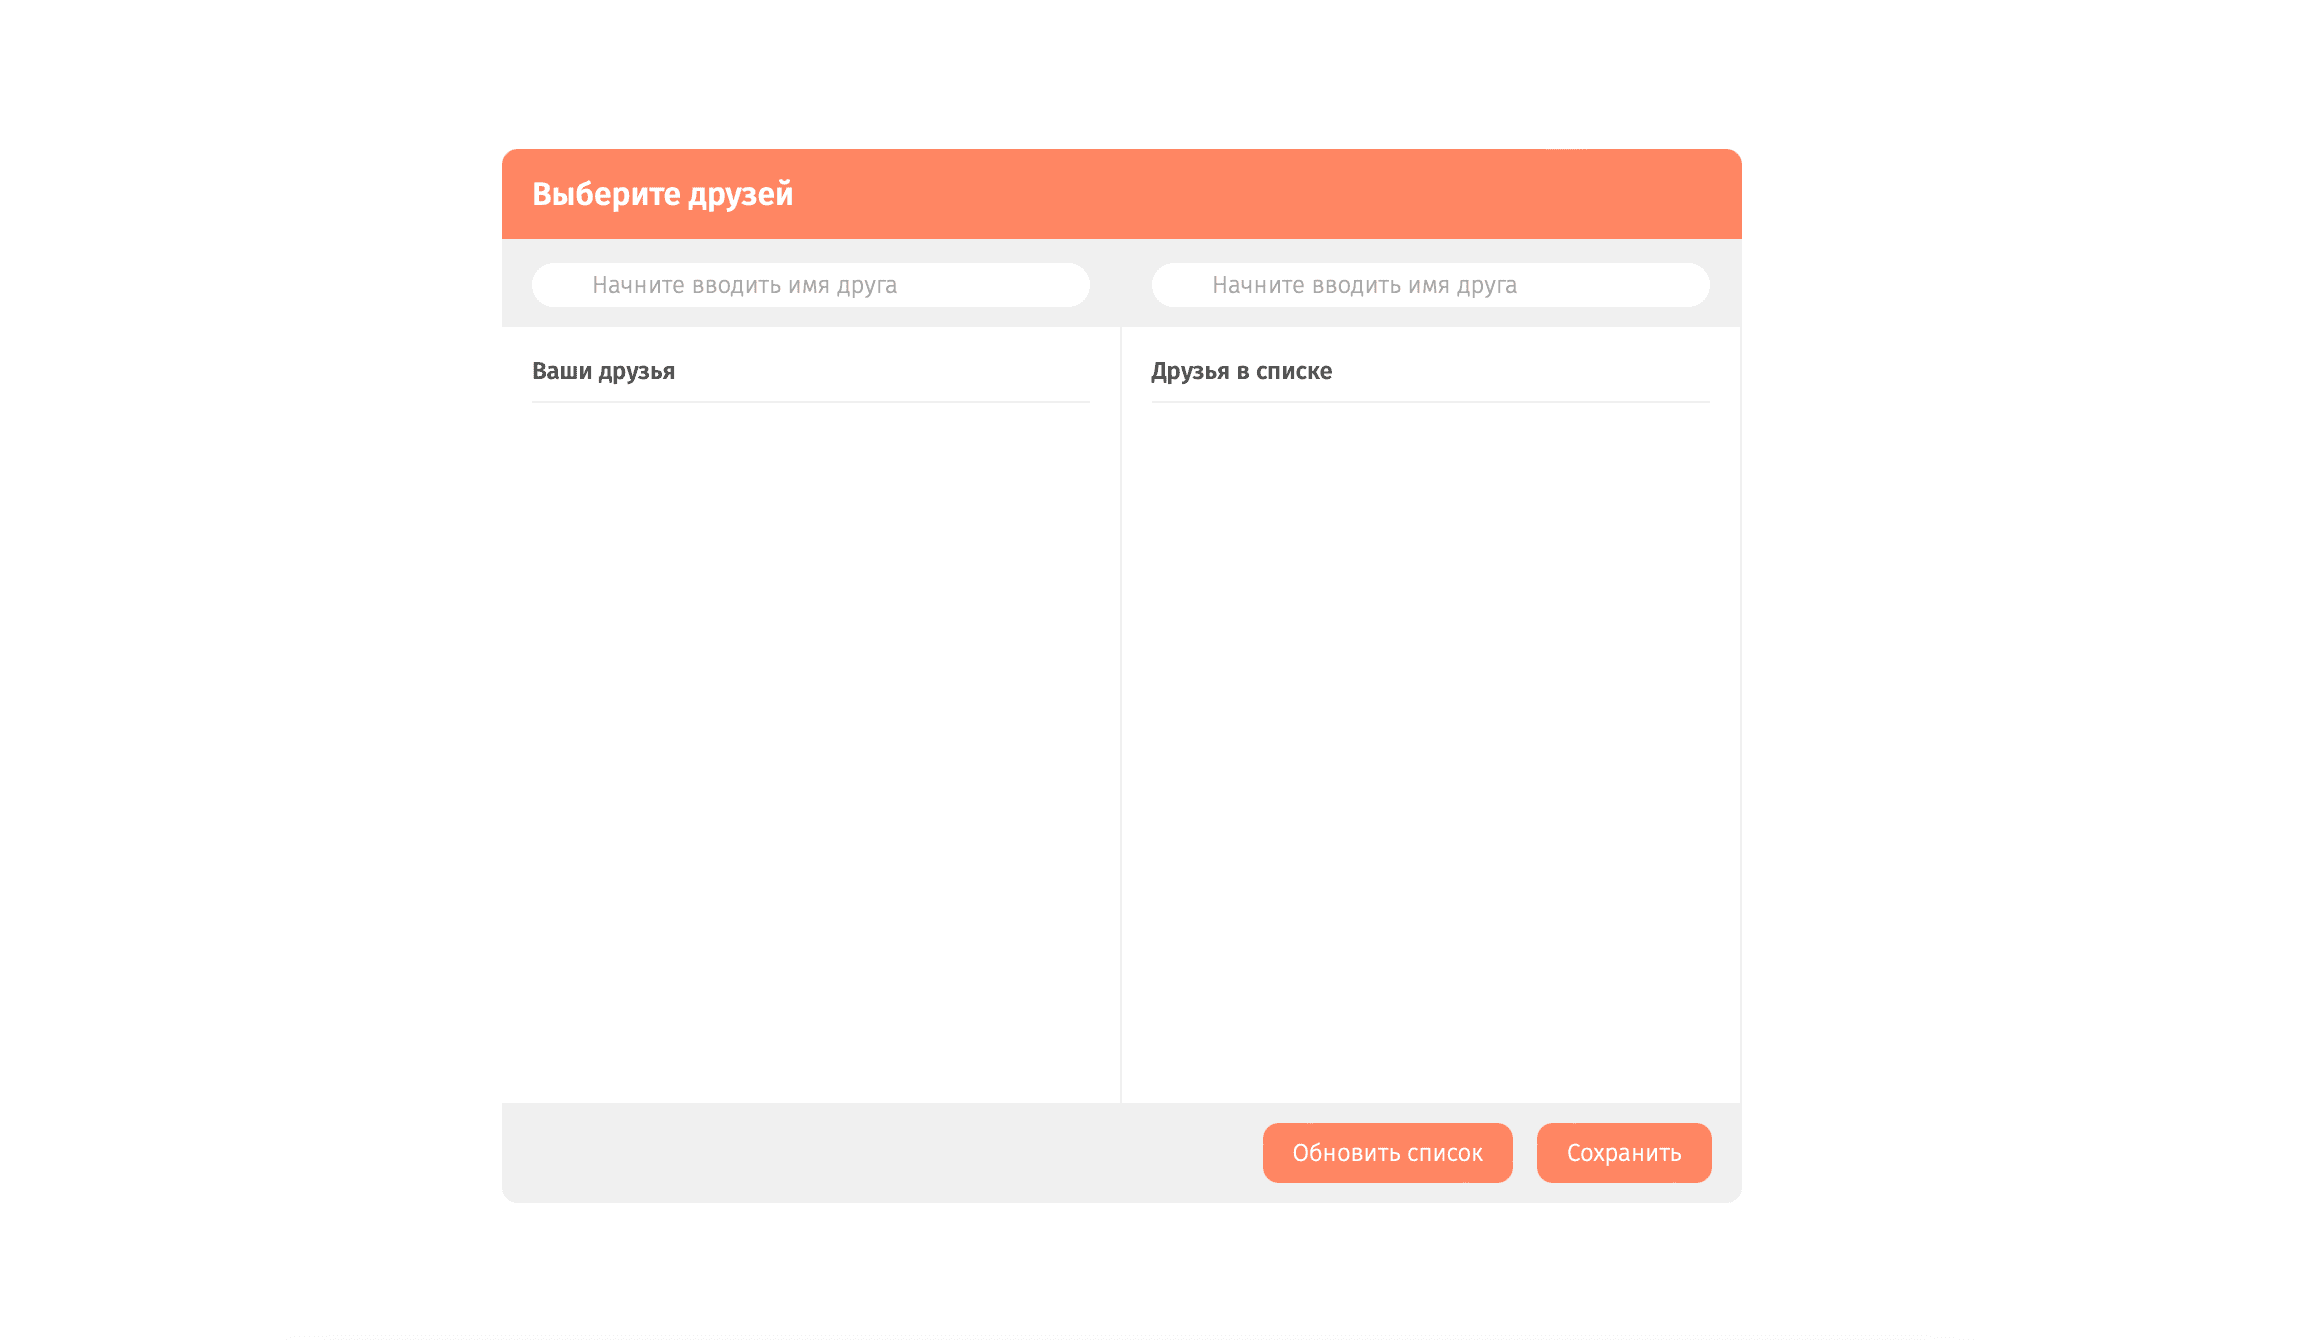 Выберите друзей
Начните вводить имя друга
Начните вводить имя друга
Ваши друзья
Друзья в списке
Обновить список
Сохранить